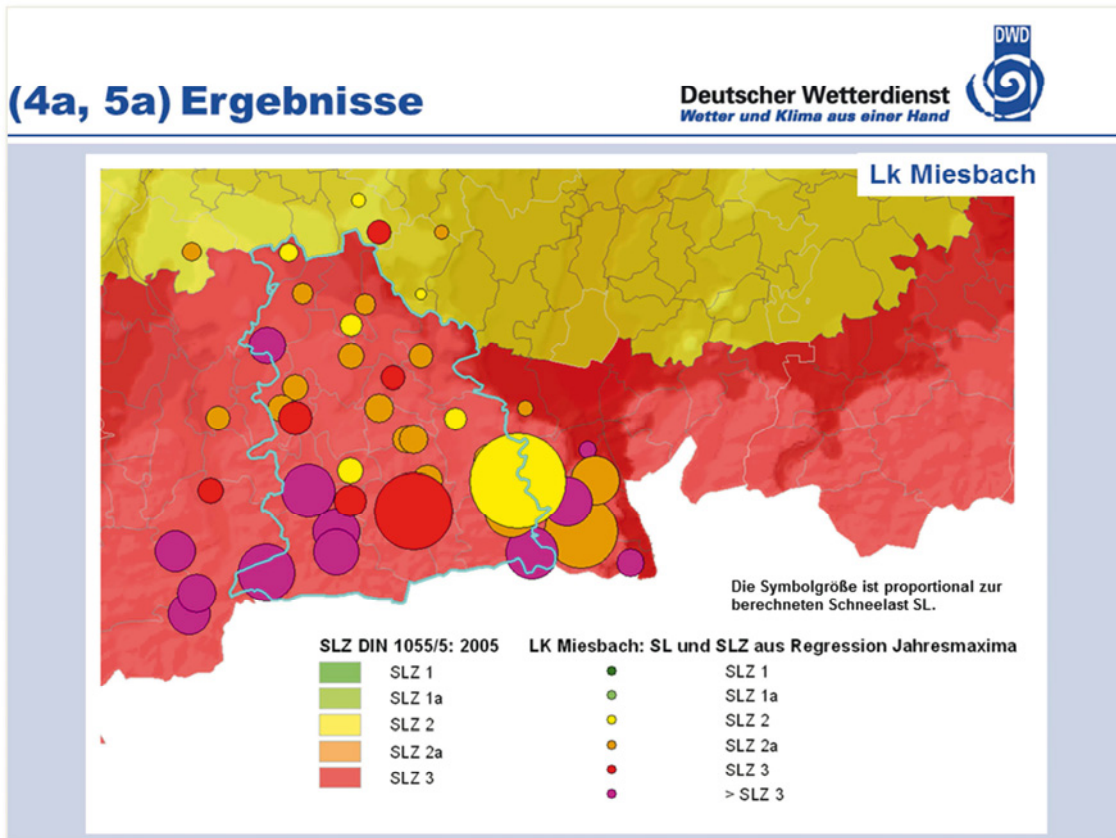 DWD
(4a, 5a) Ergebnisse
Deutscher Wetterdienst
Wetter und Klima aus einer Hand
Lk Miesbach
Die Symbolgröße ist proportional zur
berechneten Schneelast SL.
SLZ DIN 1055/5: 2005
SLZ 1
SLZ 1a
SLZ 2
SLZ 2a
SLZ 3
LK Miesbach: SL und SLZ aus Regression Jahresmaxima
SLZ 1
SLZ 1a
SLZ 2
SLZ 2a
SLZ 3
> SLZ 3